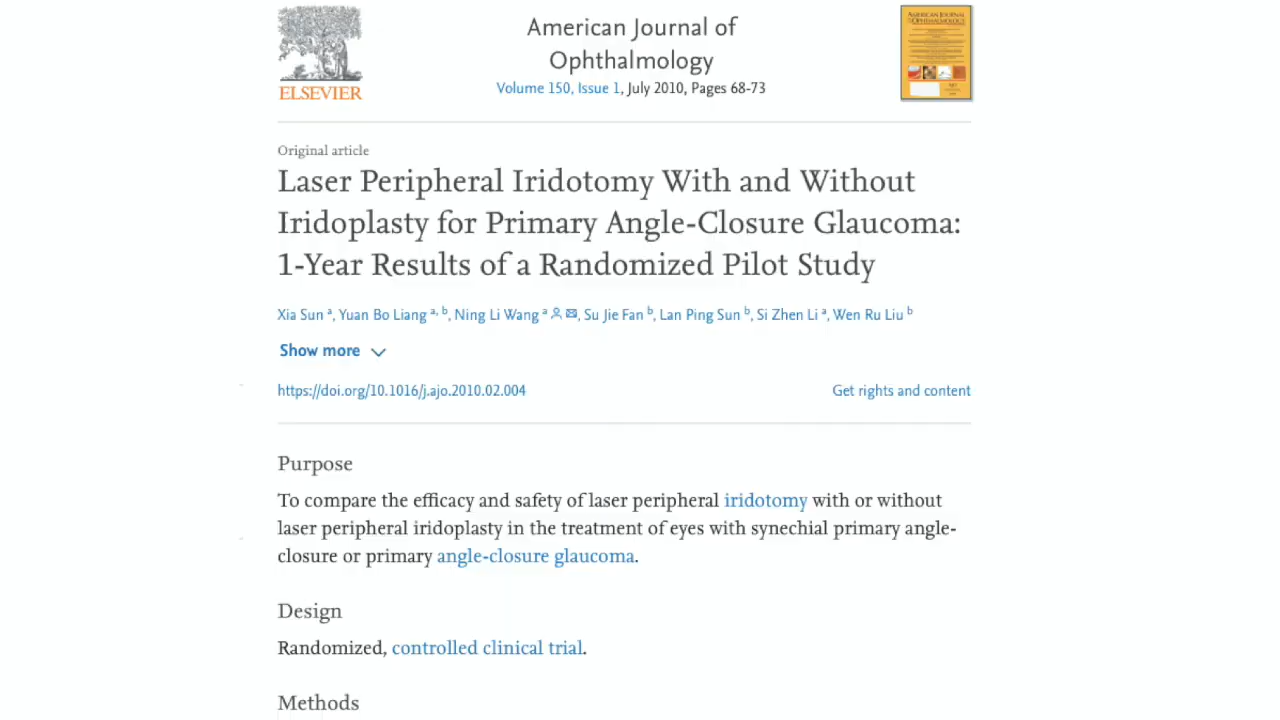 American Journal of
Ophthalmology
Volume 150, Issue 1, July 2010, Pages 68-73
ELSEVIER
AMERICAN JOURNAL
OPHTHALMOLOGY
Original article
Laser Peripheral Iridotomy With and Without
Iridoplasty for Primary Angle-Closure Glaucoma:
1-Year Results of a Randomized Pilot Study
Xia Sun a, Yuan Bo Liang a, b, Ning Li Wang a, Su Jie Fan b, Lan Ping Sun b, Si Zhen Li a, Wen Ru Liu b
Show more
https://doi.org/10.1016/j.ajo.2010.02.004 Get rights and content
Purpose
To compare the efficacy and safety of laser peripheral iridotomy with or without
laser peripheral iridoplasty in the treatment of eyes with synechial primary angle-
closure or primary angle-closure glaucoma.
Design
Randomized, controlled clinical trial.
Methods